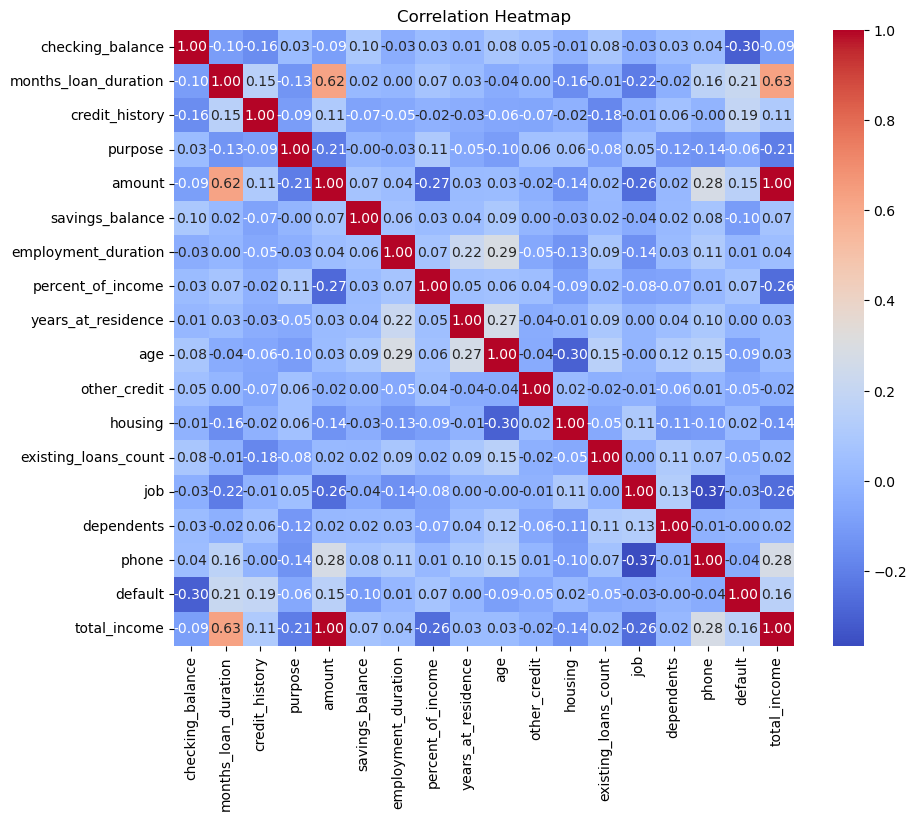 Correlation Heatmap
checking_balance 1.00 -0.10 -0.16 0.03 -0.09 0.10 -0.03 0.03 0.01 0.08 0.05 -0.01 0.08 -0.03 0.03 0.04 -0.30 -0.09
months_loan_duration -0.10 1.00 0.15 -0.13 0.62 0.02 0.00 0.07 0.03 -0.04 0.00 -0.16 -0.01 -0.22 -0.02 0.16 0.21 0.63
credit_history -0.16 0.15 1.00 -0.09 0.11 -0.07 -0.05 -0.02 -0.03 -0.06 -0.07 -0.02 -0.18 -0.01 0.06 -0.00 0.19 0.11
purpose 0.03 -0.13 -0.09 1.00 -0.21 -0.00 -0.03 0.11 -0.05 -0.10 0.06 0.06 -0.08 0.05 -0.12 -0.14 -0.06 -0.21
amount -0.09 0.62 0.11 -0.21 1.00 0.07 0.04 -0.27 0.03 0.03 -0.02 -0.14 0.02 -0.26 0.02 0.28 0.15 1.00
savings_balance 0.10 0.02 -0.07 -0.00 0.07 1.00 0.06 0.03 0.04 0.09 0.00 -0.03 0.02 -0.04 0.02 0.08 -0.10 0.07
employment_duration -0.03 0.00 -0.05 -0.03 0.04 0.06 1.00 0.07 0.22 0.29 -0.05 -0.13 0.09 -0.14 0.03 0.11 0.01 0.04
percent_of_income 0.03 0.07 -0.02 0.11 -0.27 0.03 0.07 1.00 0.05 0.06 0.04 -0.09 0.02 -0.08 -0.07 0.01 0.07 -0.26
years_at_residence 0.01 0.03 -0.03 -0.05 0.03 0.04 0.22 0.05 1.00 0.27 -0.04 -0.01 0.09 0.00 0.04 0.10 0.00 0.03
age 0.08 -0.04 -0.06 -0.10 0.03 0.09 0.29 0.06 0.27 1.00 -0.04 -0.30 0.15 -0.00 0.12 0.15 -0.09 0.03
other_credit 0.05 0.00 -0.07 0.06 -0.02 0.00 -0.05 0.04 -0.04 -0.04 1.00 0.02 -0.02 -0.01 -0.06 0.01 -0.05 -0.02
housing -0.01 -0.16 -0.02 0.06 -0.14 -0.03 -0.13 -0.09 -0.01 -0.30 0.02 1.00 -0.05 0.11 -0.11 -0.10 0.02 -0.14
existing_loans_count 0.08 -0.01 -0.18 -0.08 0.02 0.02 0.09 0.02 0.09 0.15 -0.02 -0.05 1.00 0.00 0.11 0.07 -0.05 0.02
job -0.03 -0.22 -0.01 0.05 -0.26 -0.04 -0.14 -0.08 0.00 -0.00 -0.01 0.11 0.00 1.00 0.13 -0.37 -0.03 -0.26
dependents 0.03 -0.02 0.06 -0.12 0.02 0.02 0.03 -0.07 0.04 0.12 -0.06 -0.11 0.11 0.13 1.00 -0.01 -0.00 0.02
phone 0.04 0.16 -0.00 -0.14 0.28 0.08 0.11 0.01 0.10 0.15 0.01 -0.10 0.07 -0.37 -0.01 1.00 -0.04 0.28
default -0.30 0.21 0.19 -0.06 0.15 -0.10 0.01 0.07 0.00 -0.09 -0.05 0.02 -0.05 -0.03 -0.00 -0.04 1.00 0.16
total_income -0.09 0.63 0.11 -0.21 1.00 0.07 0.04 -0.26 0.03 0.03 -0.02 -0.14 0.02 -0.26 0.02 0.28 0.16 1.00
checking_balance
months_loan_duration
credit_history
purpose
amount
savings_balance
employment_duration
percent_of_income
years_at_residence
age
other_credit
housing
existing_loans_count
job
dependents
phone
default
total_income
1.0
0.8
0.6
0.4
0.2
0.0
−0.2